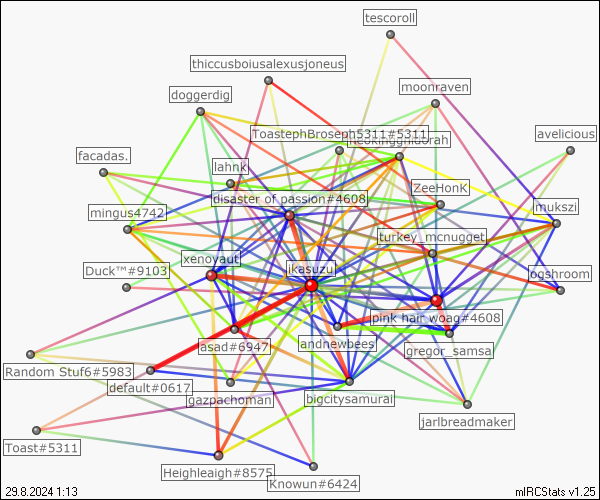 tescoroll
thiccusboiusalexusjoneus
moonraven
doggerdig
ToastephBroseph5311#5311
avelicious
facadas.
lahnk
ZeeHonK
disaster of passion#4608
mingus4742
mukszi
turkey_mcnugget
xenoyaut
ikasuzu
Duck™#9103
ogshroom
pink hair woag#4608
andnewbees
asad#6947
gregor_samsa
Random Stuf6#5983
default#0617
gazpachoman
bigcitysamurai
jarlbreadmaker
Toast#5311
Heighleaigh#8575
Knowun#6424
29.8.2024 1:13
mIRCStats v1.25